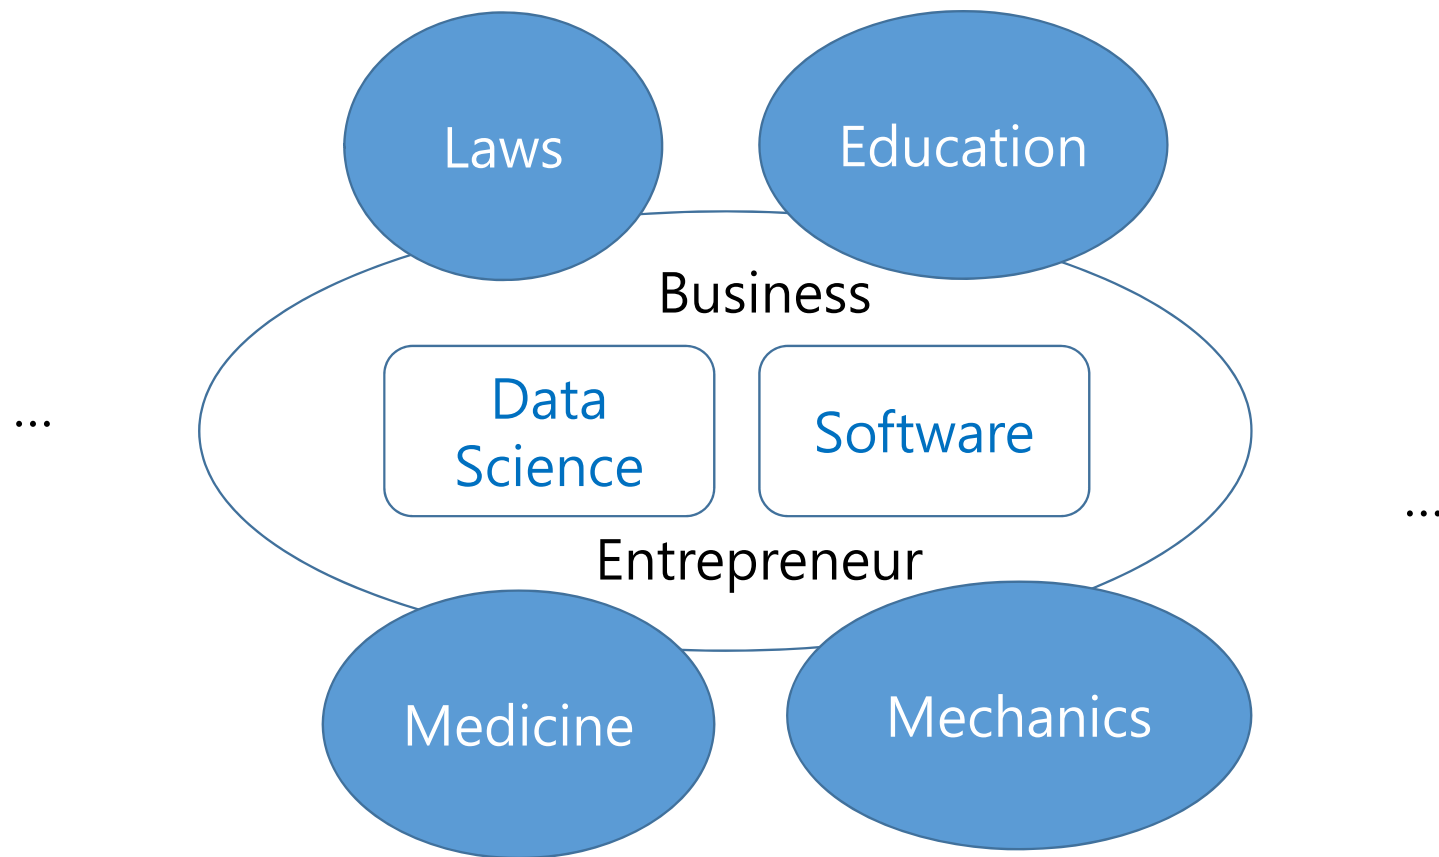 Laws
Education
Business
Data
Science
Software
...
...
Entrepreneur
Medicine
Mechanics